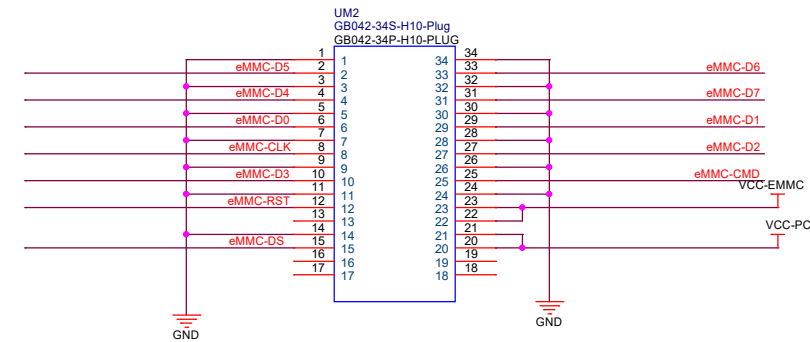 UM2
GB042-34S-H10-Plug
GB042-34P-H10-PLUG
1 1 34 34
eMMC-D5 2 2 33 33 eMMC-D6
3 3 32 32
eMMC-D4 4 4 31 31 eMMC-D7
5 5 30 30
eMMC-D0 6 6 29 29 eMMC-D1
7 7 28 28
eMMC-CLK 8 8 27 27 eMMC-D2
9 9 26 26
eMMC-D3 10 10 25 25 eMMC-CMD
11 11 24 24 VCC-EMMC
eMMC-RST 12 12 23 23
13 13 22 22
14 14 21 21 VCC-PC
eMMC-DS 15 15 20 20
16 16 19 19
17 17 18 18
GND GND